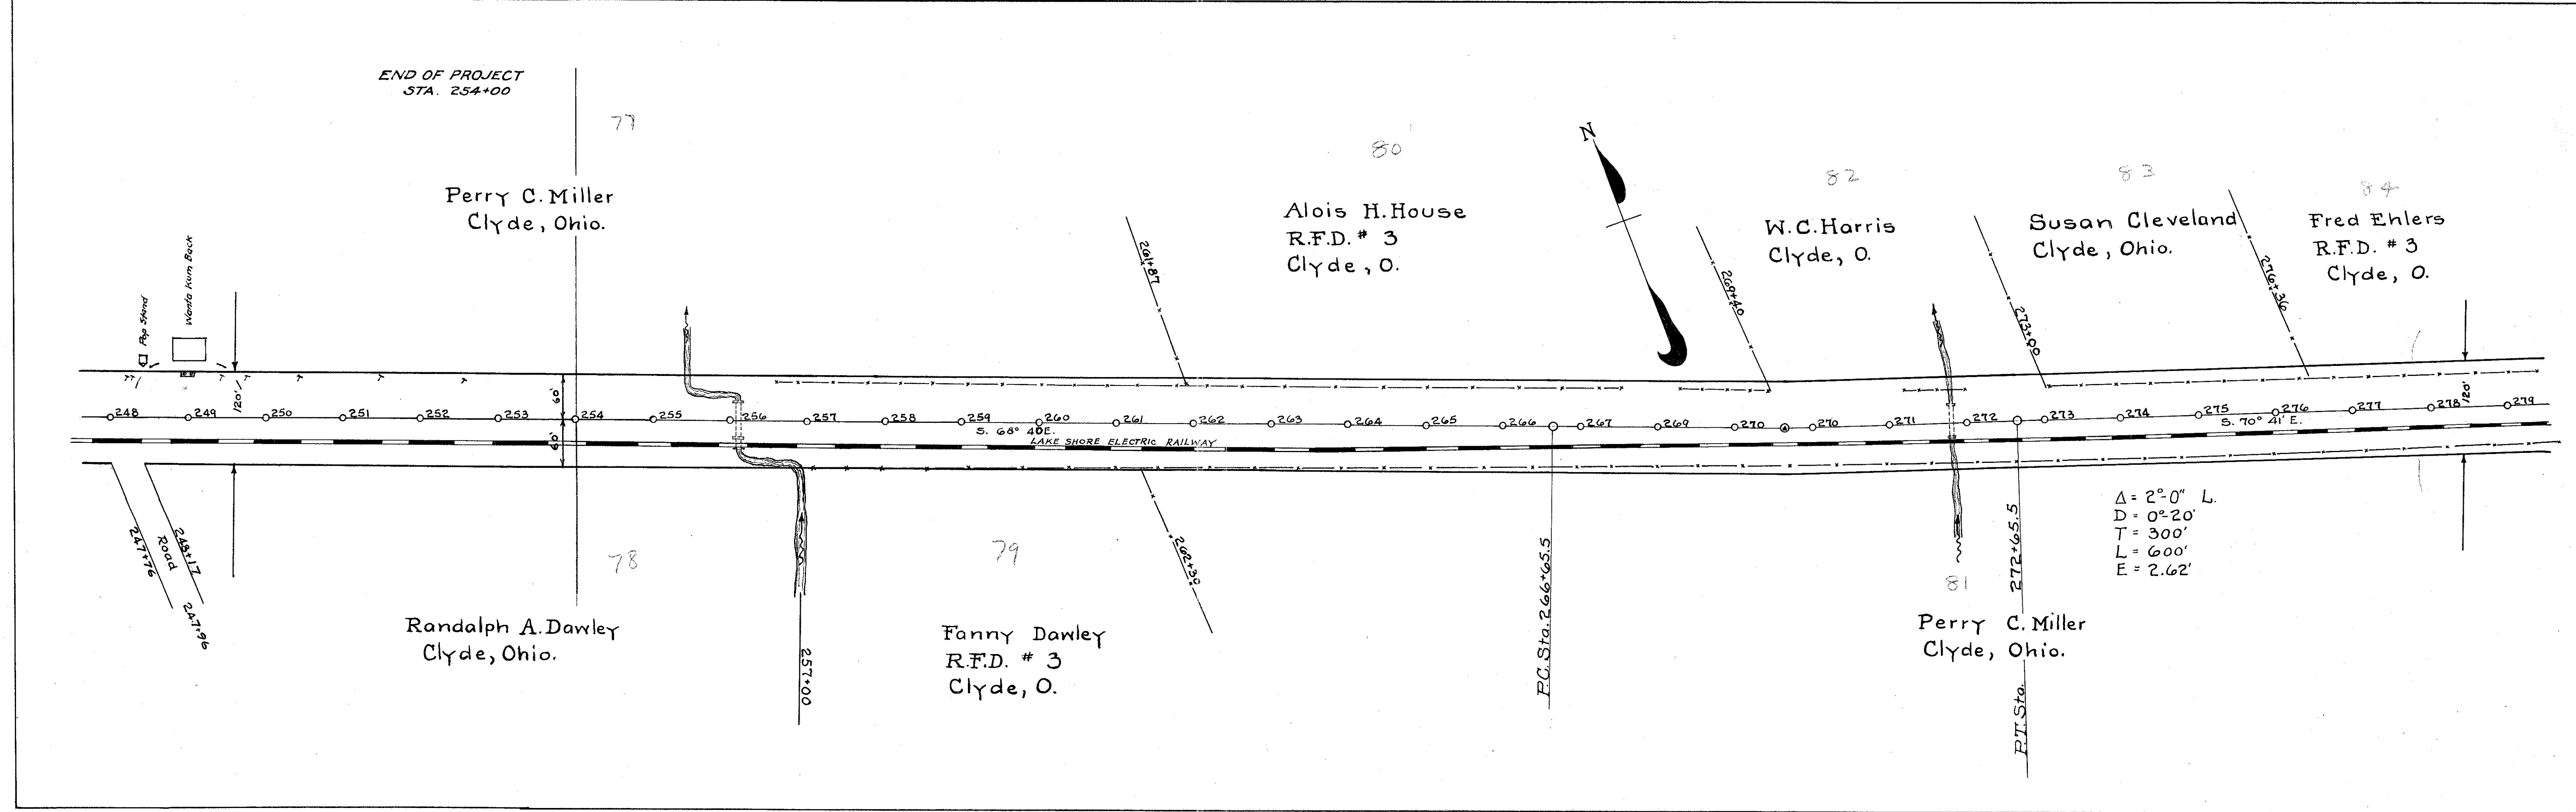 END OF PROJECT
STA. 254+00
77
80
82
83
84
N
Perry C. Miller
Clyde, Ohio.
Alois H. House
R.F.D. # 3
Clyde, O.
W.C. Harris
Clyde, O.
Susan Cleveland
Clyde, Ohio.
Fred Ehlers
R.F.D. # 3
Clyde, O.
Pop Stand
Wanta Kum Back
261+87
269+40
273+00
276+36
120'
60'
120'
248 249 250 251 252 253 254 255 256 257 258 259 260 261 262 263 264 265 266 267 269 270 270 271 272 273 274 275 276 277 278 279
S. 68° 40E.
S. 70° 41' E.
LAKE SHORE ELECTRIC RAILWAY
60'
247+76
Road
248+17
247+96
78
79
262+30
257+00
P.C. Sta. 266+65.5
81
P.T. Sta. 272+65.5
Δ = 2°-0" L.
D = 0°-20'
T = 300'
L = 600'
E = 2.62'
Randalph A. Dawley
Clyde, Ohio.
Fanny Dawley
R.F.D. # 3
Clyde, O.
Perry C. Miller
Clyde, Ohio.